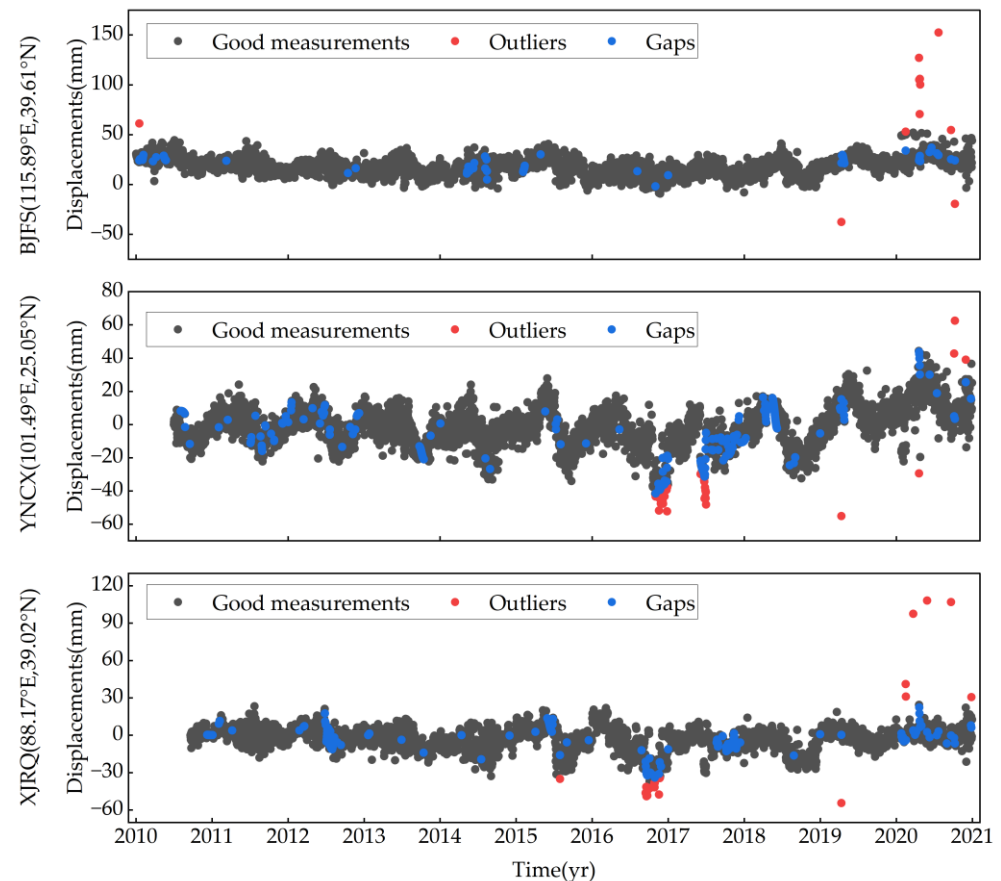 BJFS(115.89°E,39.61°N)
Displacements(mm)
150
100
50
0
−50
Good measurements Outliers Gaps
YNCX(101.49°E,25.05°N)
Displacements(mm)
80
60
40
20
0
−20
−40
−60
Good measurements Outliers Gaps
XJRQ(88.17°E,39.02°N)
Displacements(mm)
120
90
60
30
0
−30
−60
Good measurements Outliers Gaps
2010 2011 2012 2013 2014 2015 2016 2017 2018 2019 2020 2021
Time(yr)